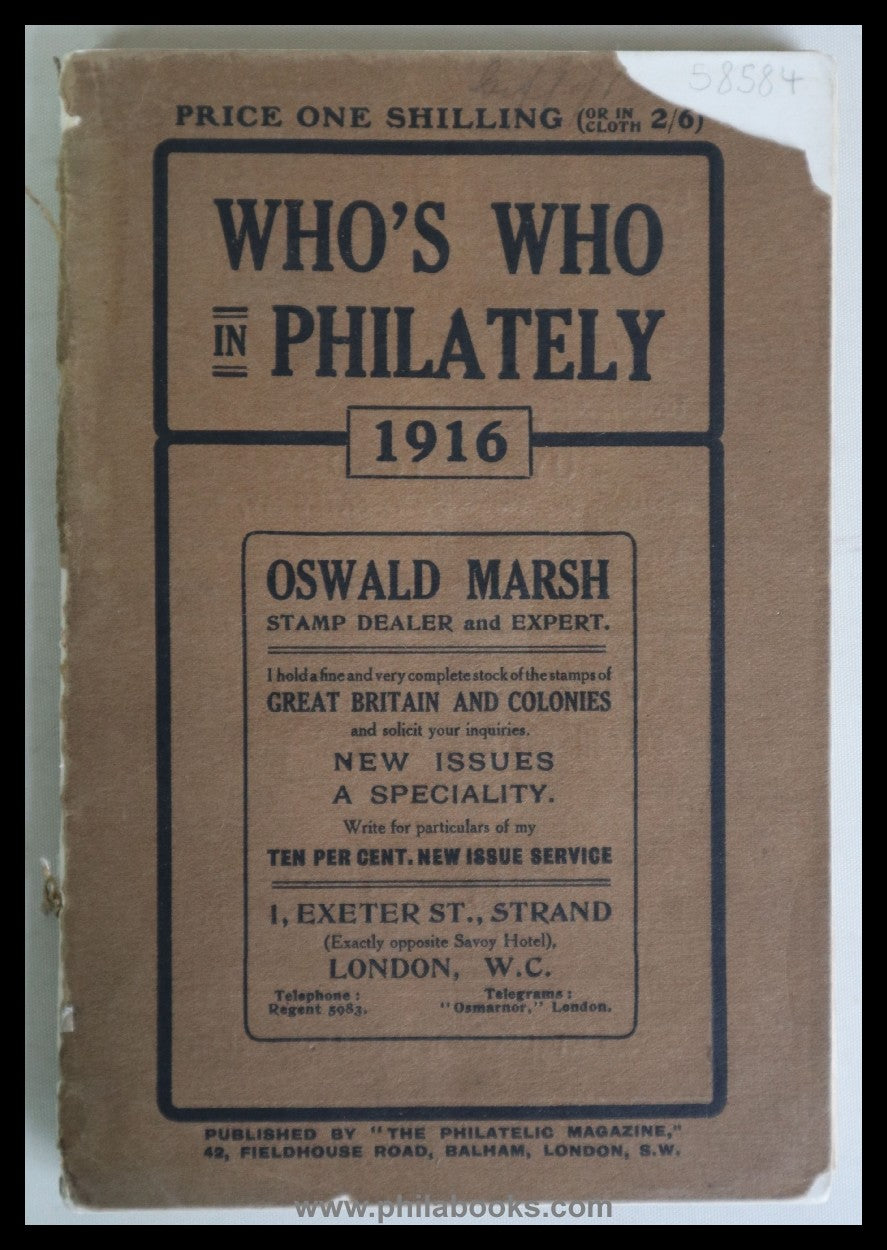 58584
PRICE ONE SHILLING (OR IN CLOTH 2/6)
WHO'S WHO
IN PHILATELY
1916
OSWALD MARSH
STAMP DEALER and EXPERT.
I hold a fine and very complete stock of the stamps of
GREAT BRITAIN AND COLONIES
and solicit your inquiries.
NEW ISSUES
A SPECIALITY.
Write for particulars of my
TEN PER CENT. NEW ISSUE SERVICE
1, EXETER ST., STRAND
(Exactly opposite Savoy Hotel),
LONDON, W.C.
Telephone: Telegrams:
Regent 5983. "Osmarnor," London.
PUBLISHED BY "THE PHILATELIC MAGAZINE,"
42, FIELDHOUSE ROAD, BALHAM, LONDON, S.W.
www.philabooks.com